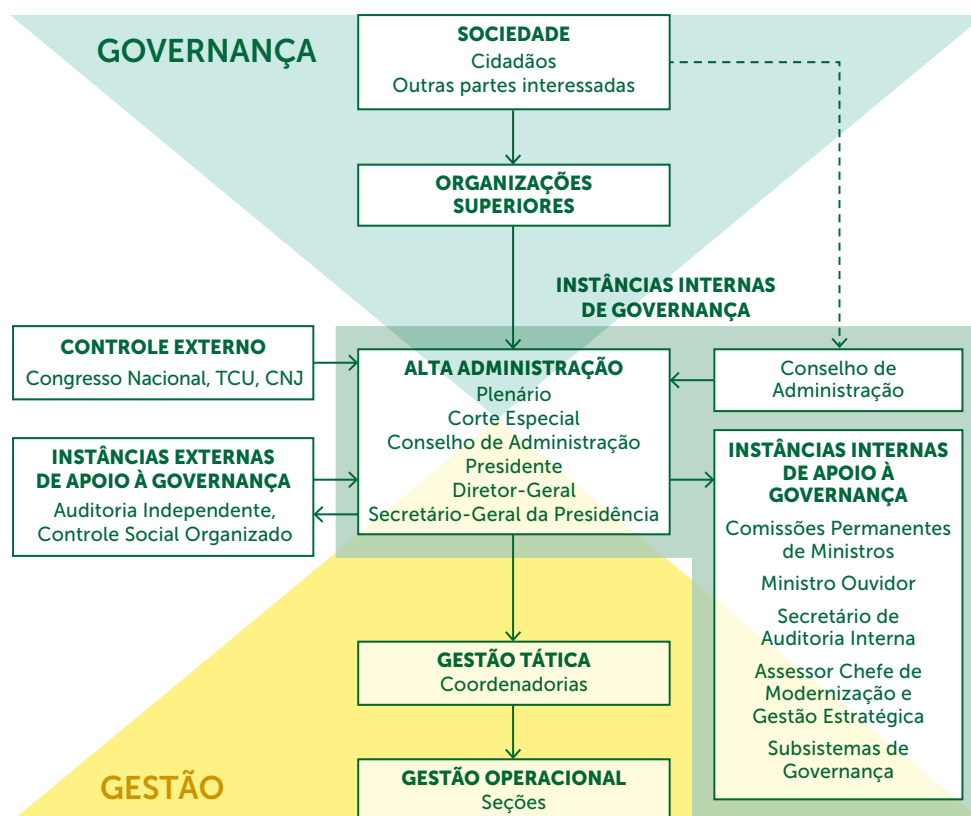 GOVERNANÇA
SOCIEDADE
Cidadãos
Outras partes interessadas
ORGANIZAÇÕES
SUPERIORES
INSTÂNCIAS INTERNAS
DE GOVERNANÇA
CONTROLE EXTERNO
Congresso Nacional, TCU, CNJ
ALTA ADMINISTRAÇÃO
Plenário
Corte Especial
Conselho de Administração
Presidente
Diretor-Geral
Secretário-Geral da Presidência
Conselho de
Administração
INSTÂNCIAS EXTERNAS
DE APOIO À GOVERNANÇA
Auditoria Independente,
Controle Social Organizado
INSTÂNCIAS INTERNAS
DE APOIO À
GOVERNANÇA
Comissões Permanentes
de Ministros
Ministro Ouvidor
Secretário de
Auditoria Interna
Assessor Chefe de
Modernização e
Gestão Estratégica
Subsistemas de
Governança
GESTÃO TÁTICA
Coordenadorias
GESTÃO
GESTÃO OPERACIONAL
Seções